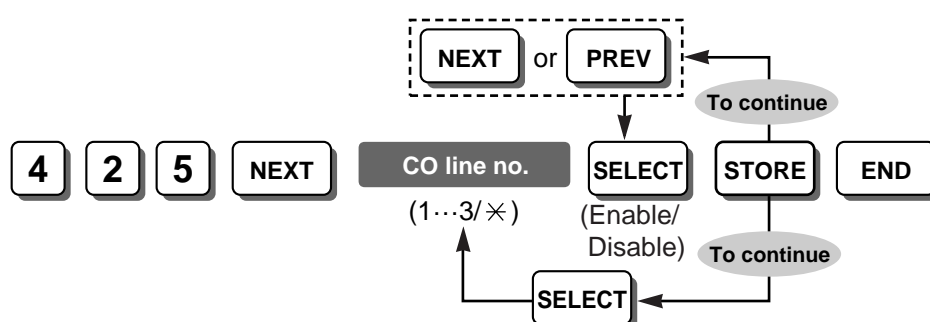 NEXT or PREV
To continue
4 2 5 NEXT CO line no. SELECT STORE END
(1···3/✳) (Enable/
Disable)
To continue
SELECT